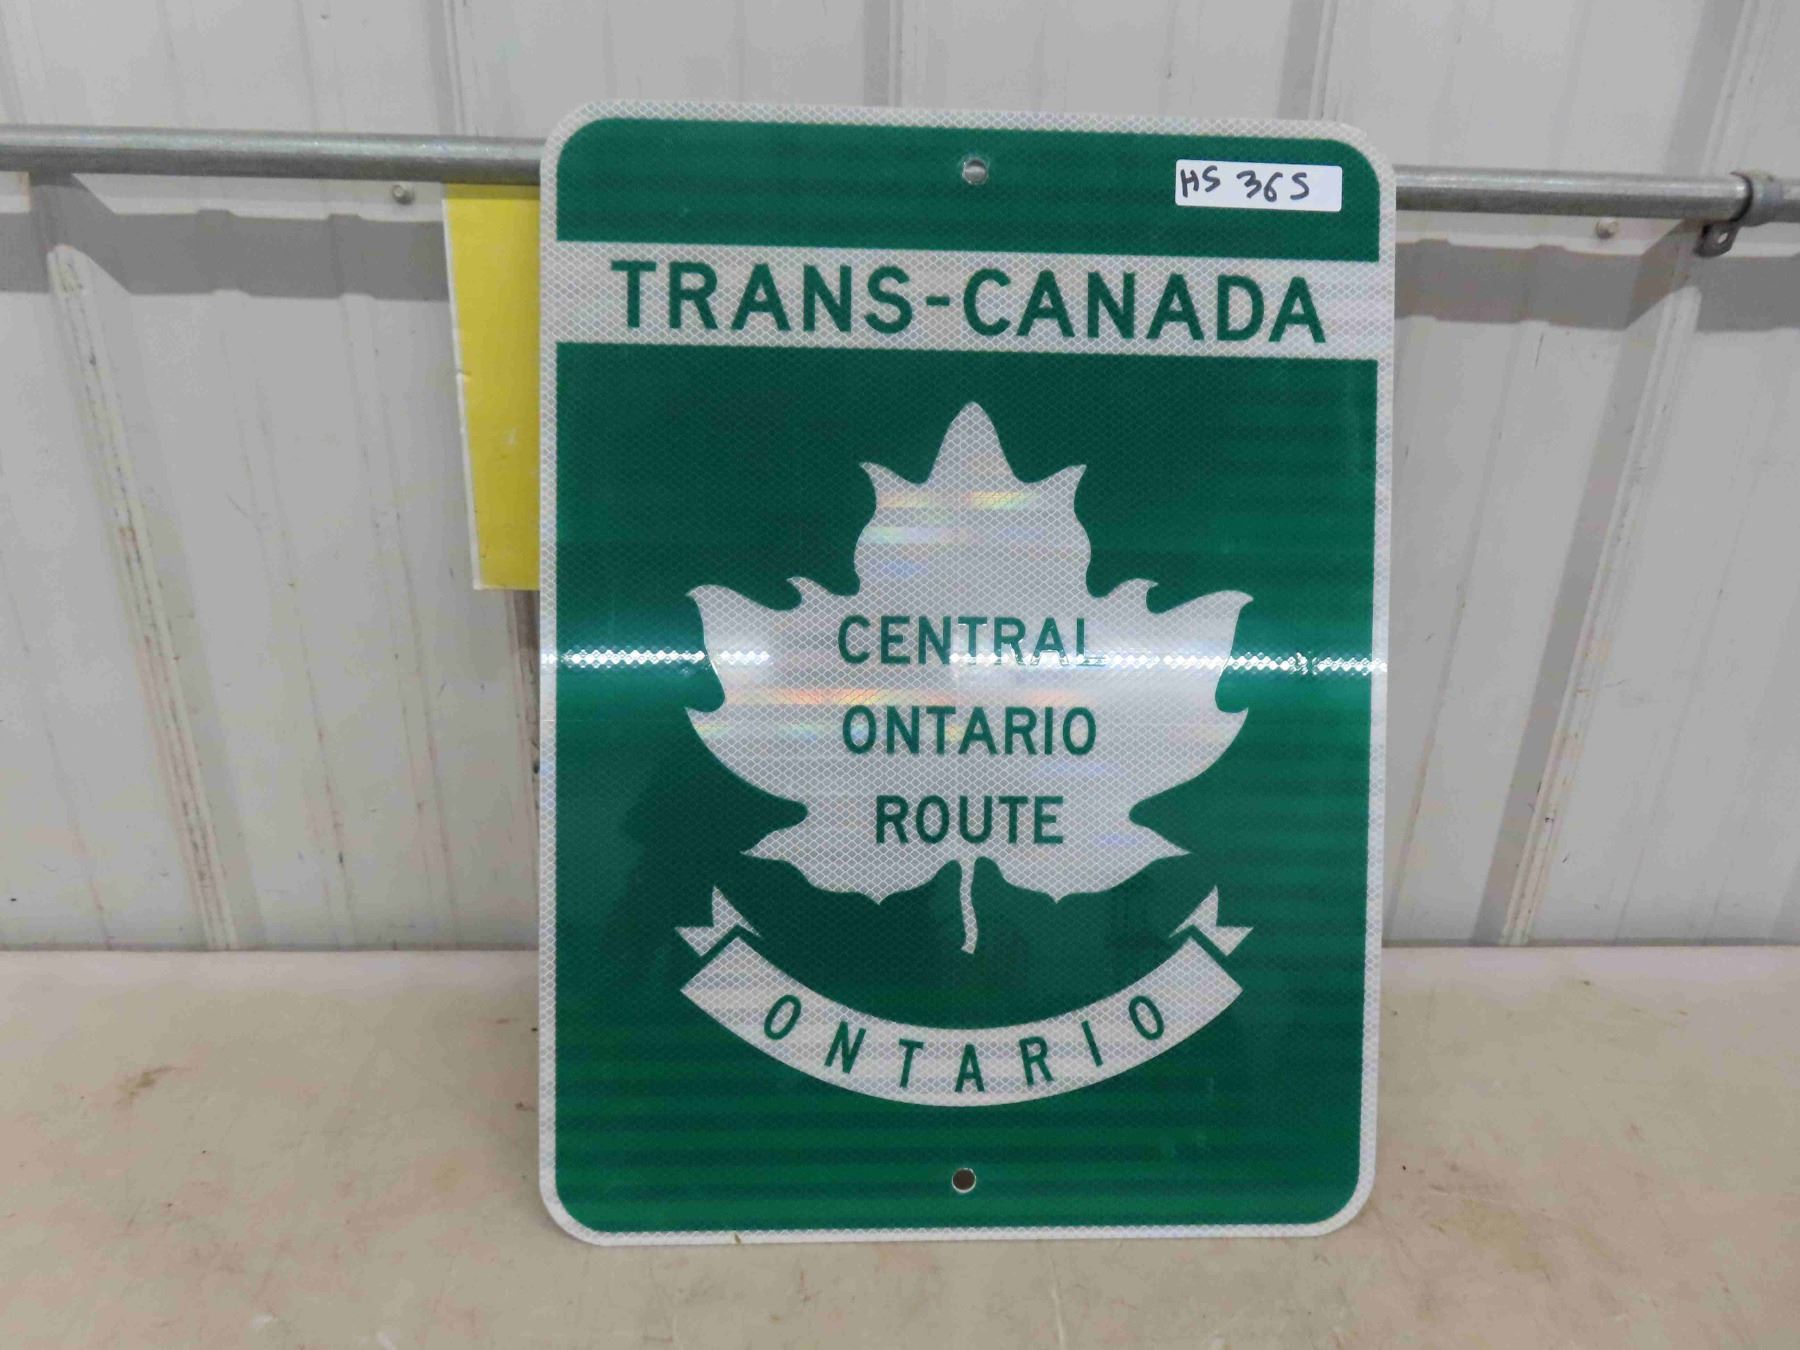 HS 365
TRANS-CANADA
CENTRAL
ONTARIO
ROUTE
ONTARIO